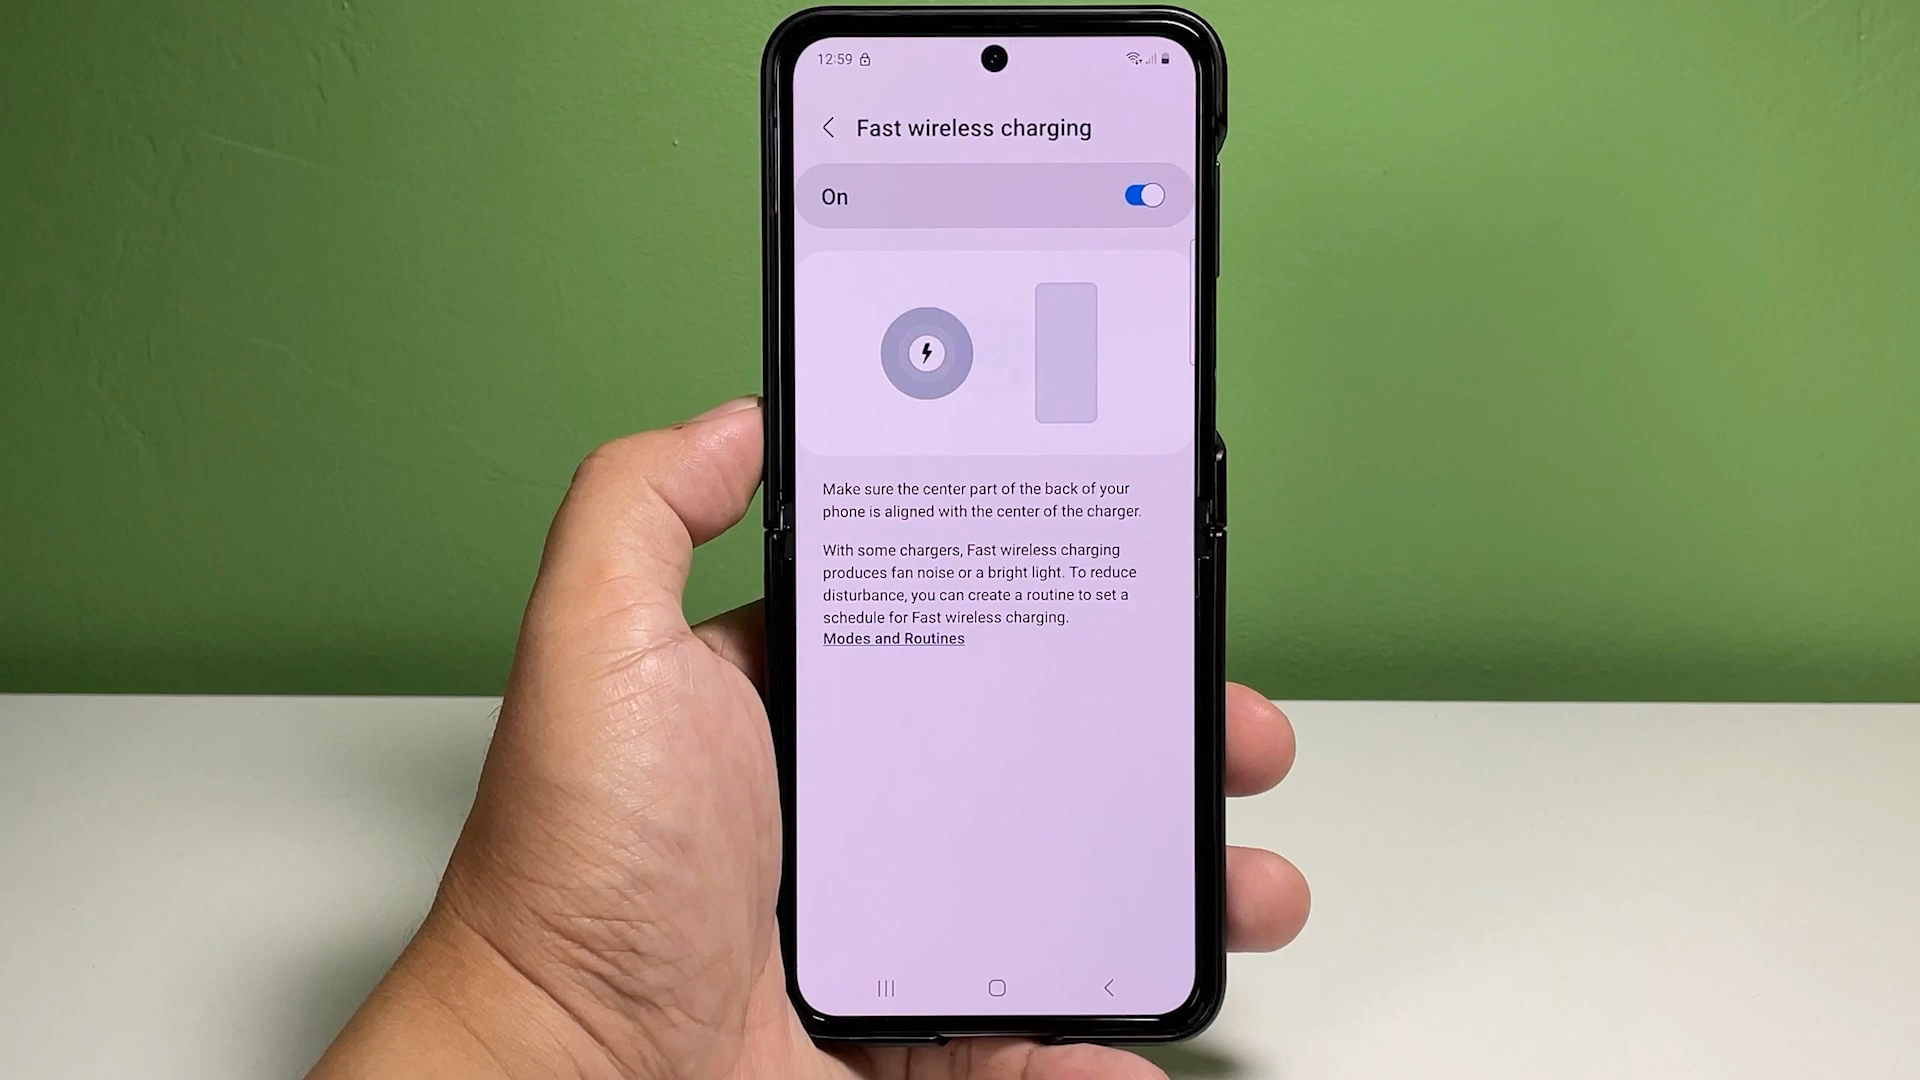 12:59
Fast wireless charging
On
Make sure the center part of the back of your
phone is aligned with the center of the charger.
With some chargers, Fast wireless charging
produces fan noise or a bright light. To reduce
disturbance, you can create a routine to set a
schedule for Fast wireless charging.
Modes and Routines